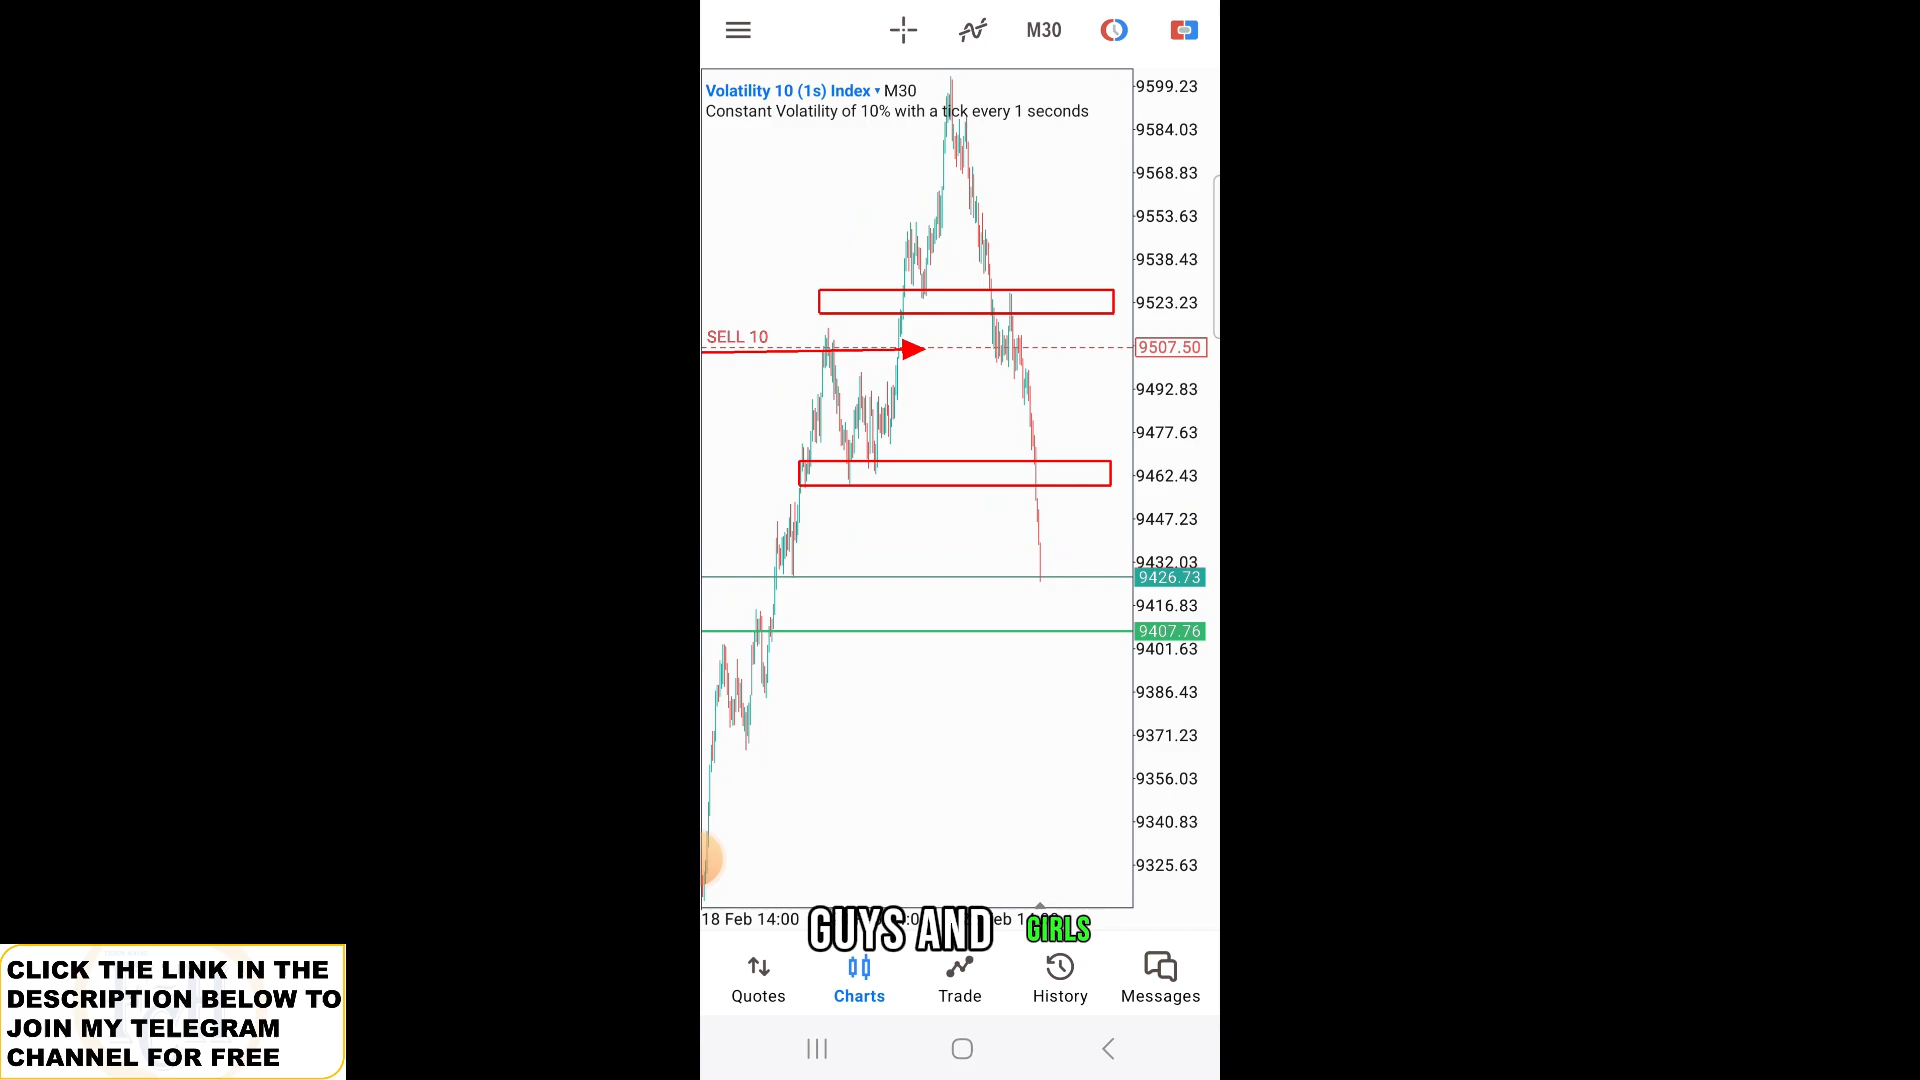 M30
Volatility 10 (1s) Index ▾ M30
Constant Volatility of 10% with a tick every 1 seconds
9599.23
9584.03
9568.83
9553.63
9538.43
9523.23
SELL 10
9507.50
9492.83
9477.63
9462.43
9447.23
9432.03
9426.73
9416.83
9407.76
9401.63
9386.43
9371.23
9356.03
9340.83
9325.63
18 Feb 14:00
GUYS AND GIRLS
Quotes
Charts
Trade
History
Messages
CLICK THE LINK IN THE
DESCRIPTION BELOW TO
JOIN MY TELEGRAM
CHANNEL FOR FREE